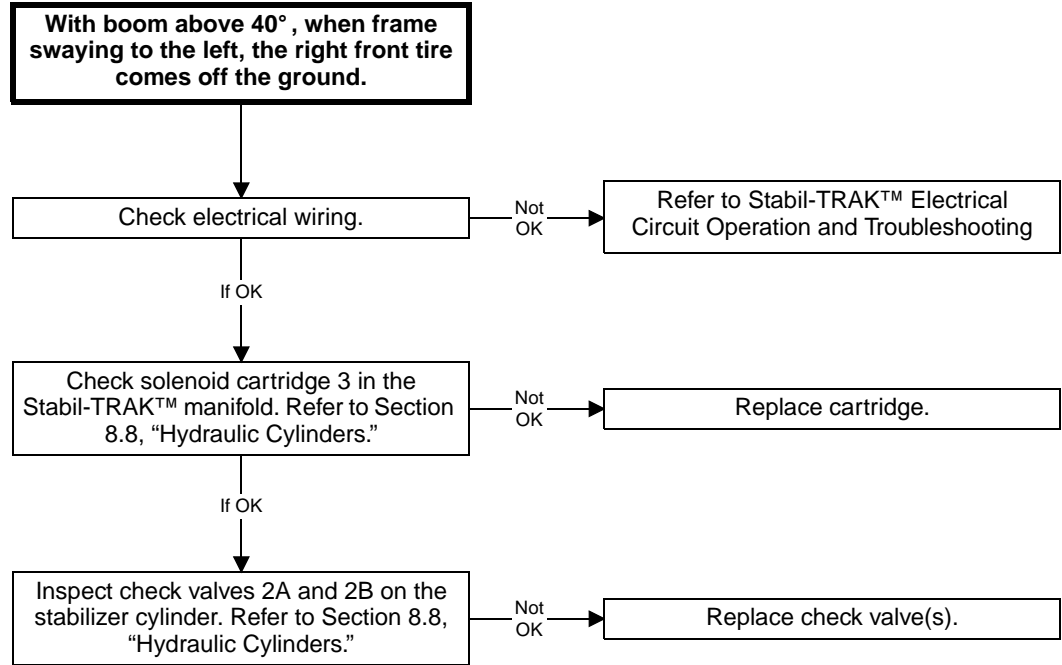 With boom above 40°, when frame
swaying to the left, the right front tire
comes off the ground.
Check electrical wiring.
Not
OK
Refer to Stabil-TRAK™ Electrical
Circuit Operation and Troubleshooting
If OK
Check solenoid cartridge 3 in the
Stabil-TRAK™ manifold. Refer to Section
8.8, “Hydraulic Cylinders.”
Not
OK
Replace cartridge.
If OK
Inspect check valves 2A and 2B on the
stabilizer cylinder. Refer to Section 8.8,
“Hydraulic Cylinders.”
Not
OK
Replace check valve(s).